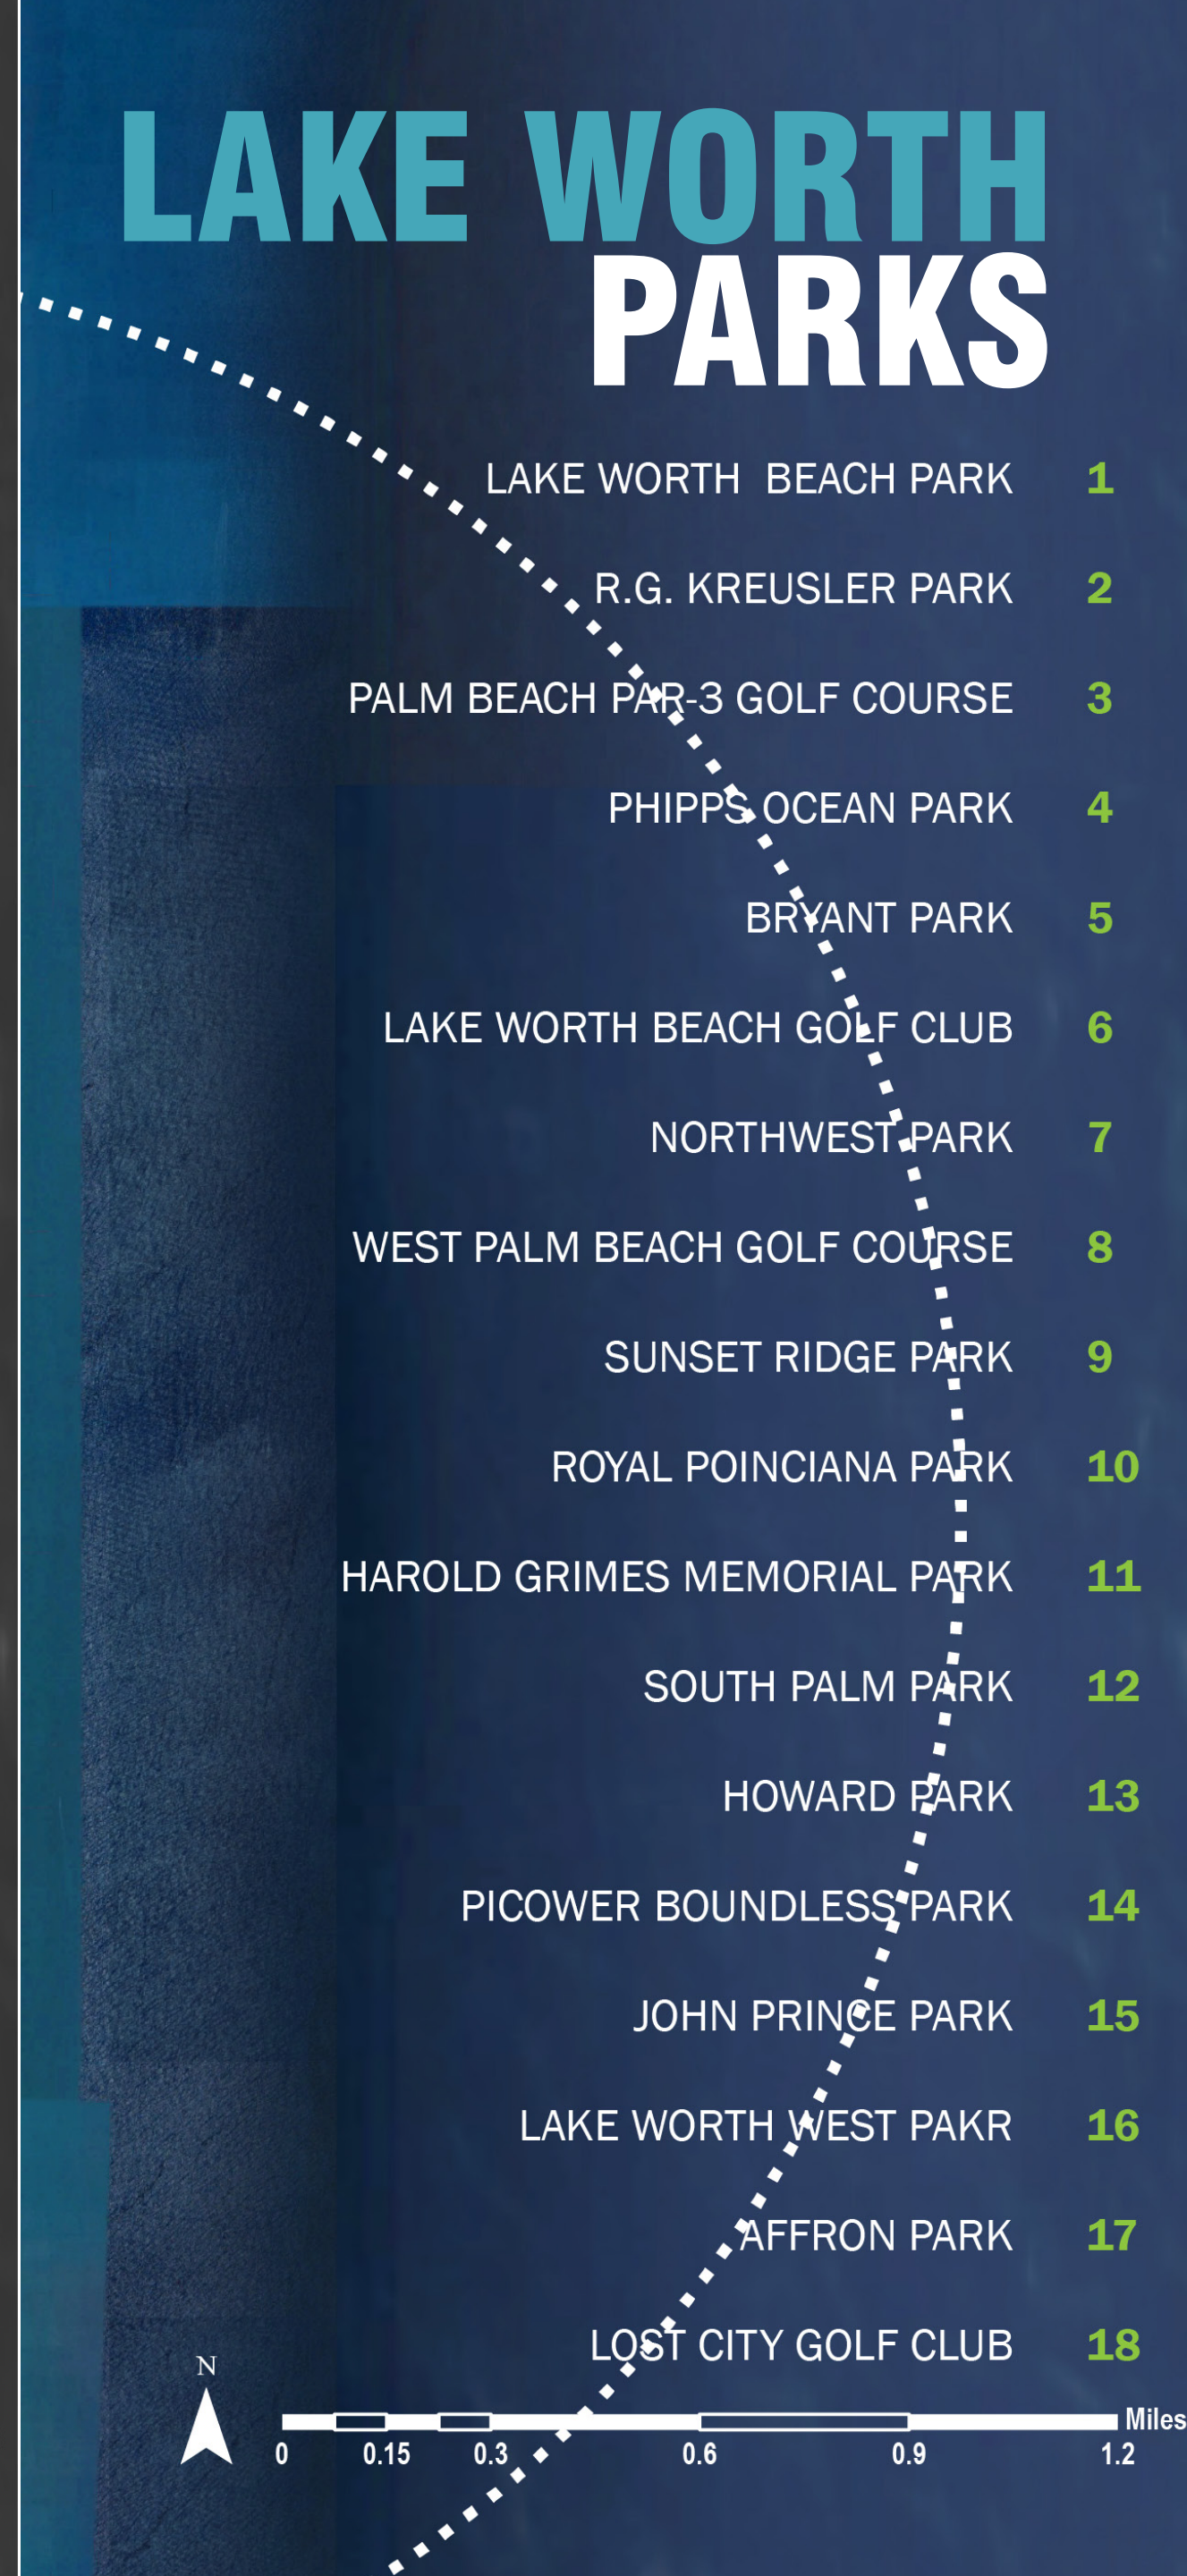 LAKE WORTH
PARKS
LAKE WORTH BEACH PARK 1
R.G. KREUSLER PARK 2
PALM BEACH PAR-3 GOLF COURSE 3
PHIPPS OCEAN PARK 4
BRYANT PARK 5
LAKE WORTH BEACH GOLF CLUB 6
NORTHWEST PARK 7
WEST PALM BEACH GOLF COURSE 8
SUNSET RIDGE PARK 9
ROYAL POINCIANA PARK 10
HAROLD GRIMES MEMORIAL PARK 11
SOUTH PALM PARK 12
HOWARD PARK 13
PICOWER BOUNDLESS PARK 14
JOHN PRINCE PARK 15
LAKE WORTH WEST PAKR 16
AFFRON PARK 17
LOST CITY GOLF CLUB 18
N
Miles
0 0.15 0.3 0.6 0.9 1.2